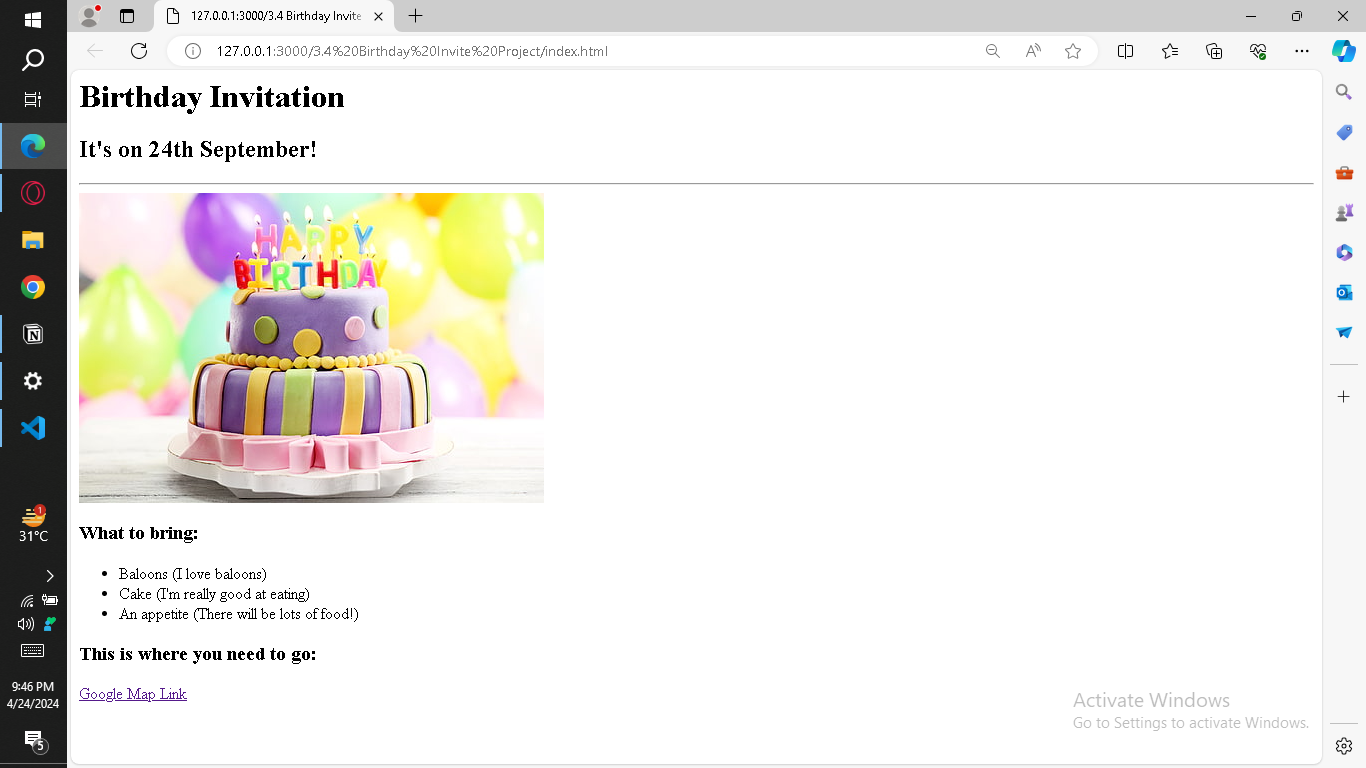 127.0.0.1:3000/3.4 Birthday Invite
127.0.0.1:3000/3.4%20Birthday%20Invite%20Project/index.html
Birthday Invitation
It's on 24th September!
HAPPY
BIRTHDAY
What to bring:
Baloons (I love baloons)
Cake (I'm really good at eating)
An appetite (There will be lots of food!)
This is where you need to go:
Google Map Link
Activate Windows
Go to Settings to activate Windows.
1
31°C
9:46 PM
4/24/2024
5